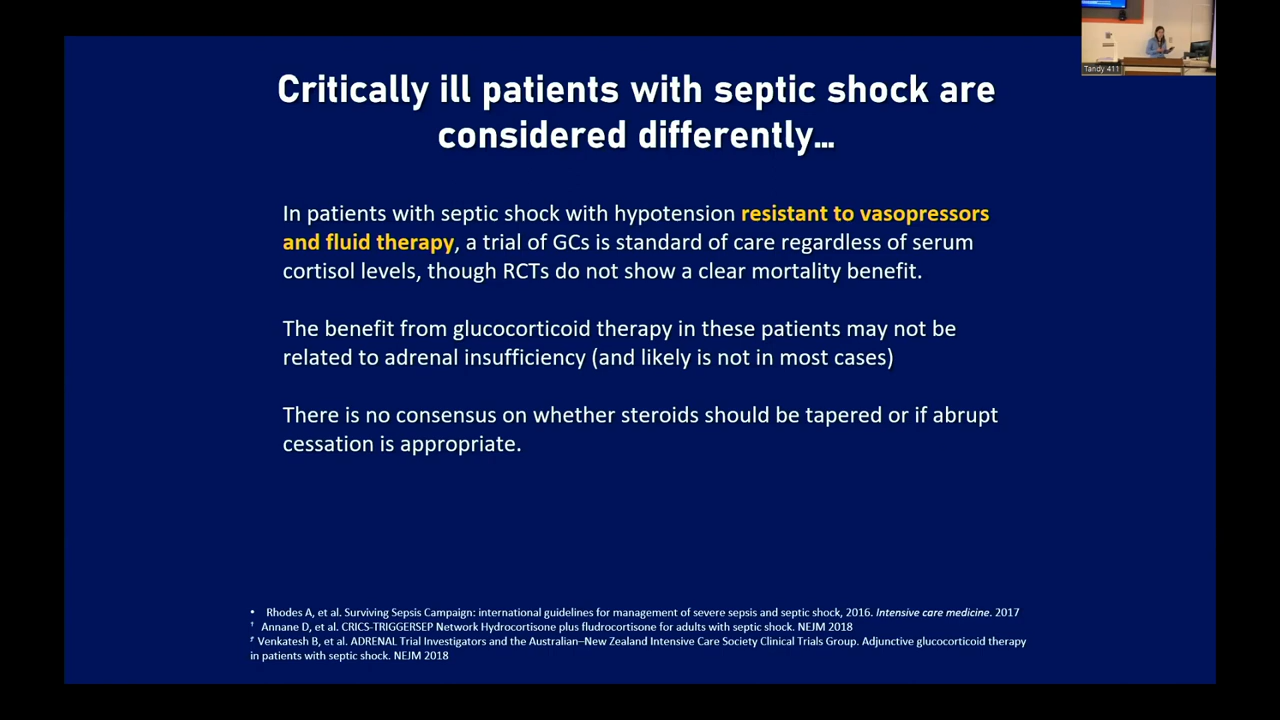 Tandy 411
Critically ill patients with septic shock are
considered differently...
In patients with septic shock with hypotension resistant to vasopressors
and fluid therapy, a trial of GCs is standard of care regardless of serum
cortisol levels, though RCTs do not show a clear mortality benefit.
The benefit from glucocorticoid therapy in these patients may not be
related to adrenal insufficiency (and likely is not in most cases)
There is no consensus on whether steroids should be tapered or if abrupt
cessation is appropriate.
• Rhodes A, et al. Surviving Sepsis Campaign: international guidelines for management of severe sepsis and septic shock, 2016. Intensive care medicine. 2017
† Annane D, et al. CRICS-TRIGGERSEP Network Hydrocortisone plus fludrocortisone for adults with septic shock. NEJM 2018
Venkatesh B, et al. ADRENAL Trial Investigators and the Australian–New Zealand Intensive Care Society Clinical Trials Group. Adjunctive glucocorticoid therapy
in patients with septic shock. NEJM 2018